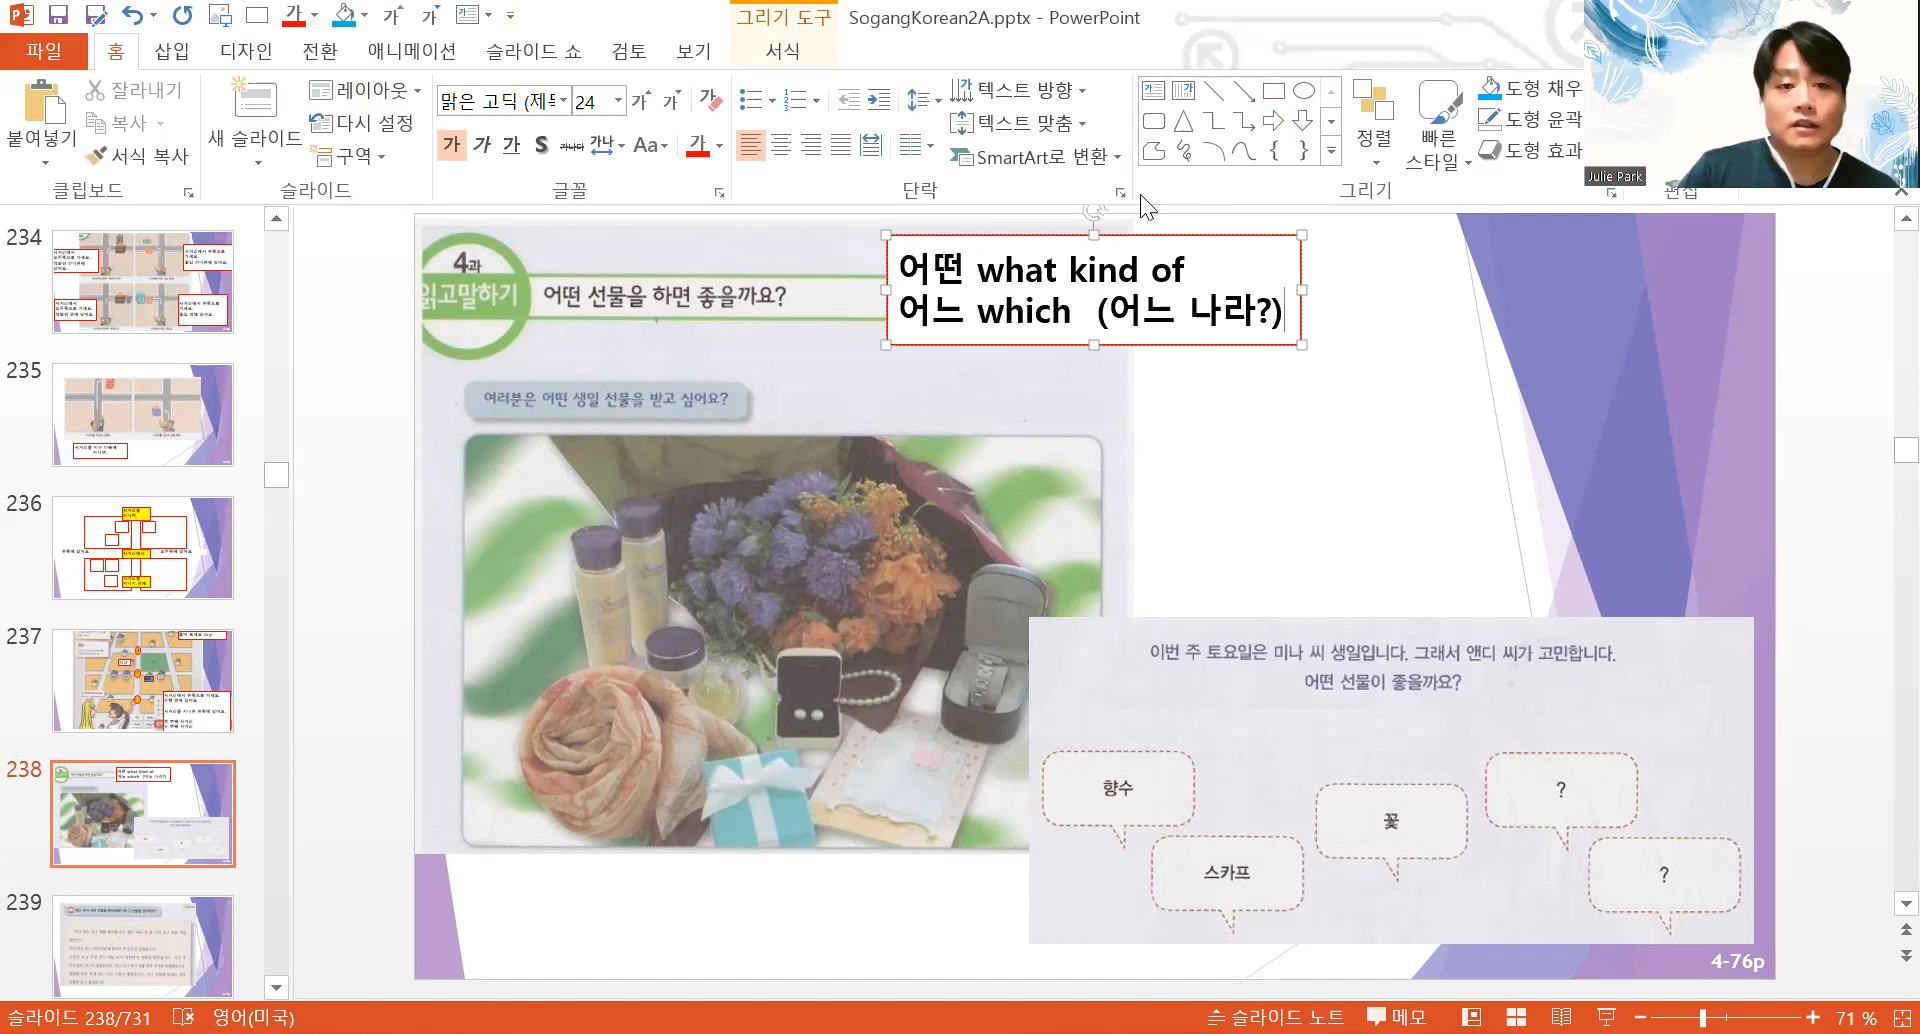 그리기 도구
SogangKorean2A.pptx - PowerPoint
파일
홈
삽입
디자인
전환
애니메이션
슬라이드 쇼
검토
보기
서식
붙여넣기
잘라내기
복사
서식 복사
클립보드
새 슬라이드
레이아웃
다시 설정
구역
슬라이드
맑은 고딕 (제목
24
글꼴
텍스트 방향
텍스트 맞춤
SmartArt로 변환
단락
정렬
빠른
스타일
도형 채우
도형 윤곽
도형 효과
그리기
편집
Julie Park
234
235
236
237
238
239
4과
읽고말하기
어떤 선물을 하면 좋을까요?
어떤 what kind of
어느 which (어느 나라?)
여러분은 어떤 생일 선물을 받고 싶어요?
이번 주 토요일은 미나 씨 생일입니다. 그래서 앤디 씨가 고민합니다.
어떤 선물이 좋을까요?
향수
스카프
꽃
?
?
4-76p
슬라이드 238/731
영어(미국)
슬라이드 노트
메모
71 %